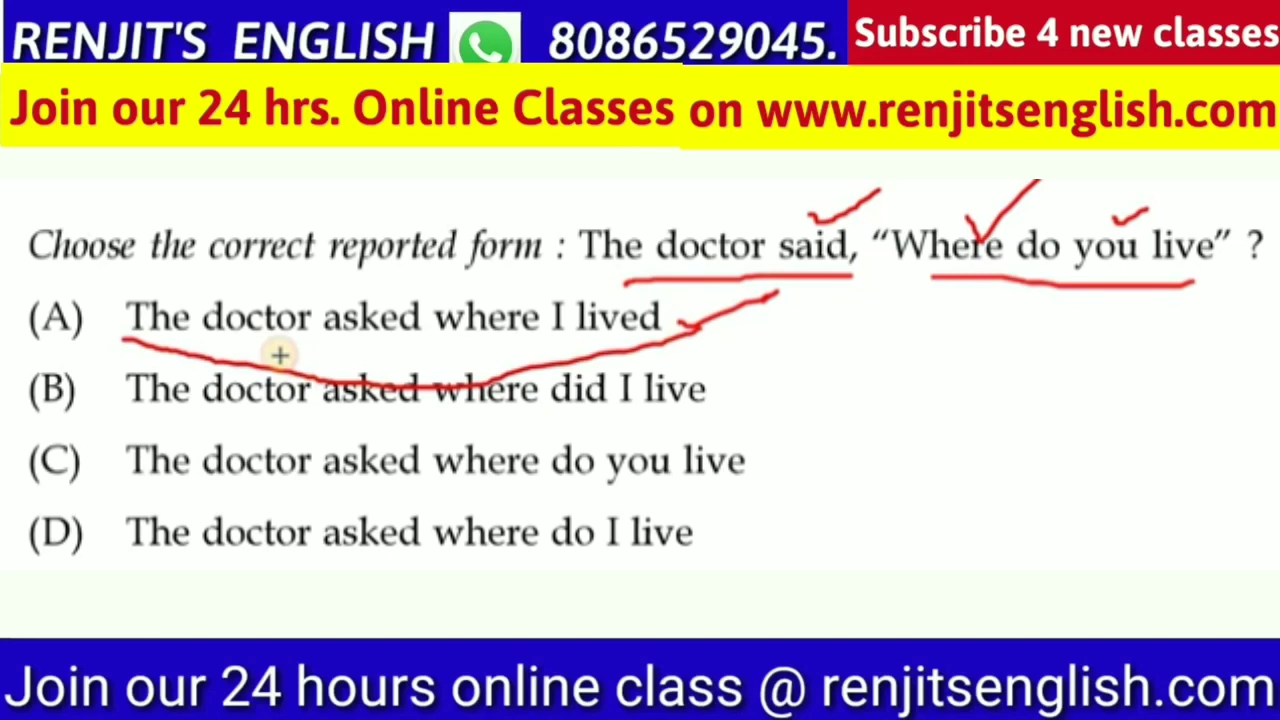 RENJIT'S ENGLISH 8086529045. Subscribe 4 new classes
Join our 24 hrs. Online Classes on www.renjitsenglish.com
Choose the correct reported form : The doctor said, “Where do you live” ?
(A) The doctor asked where I lived
(B) The doctor asked where did I live
(C) The doctor asked where do you live
(D) The doctor asked where do I live
Join our 24 hours online class @ renjitsenglish.com